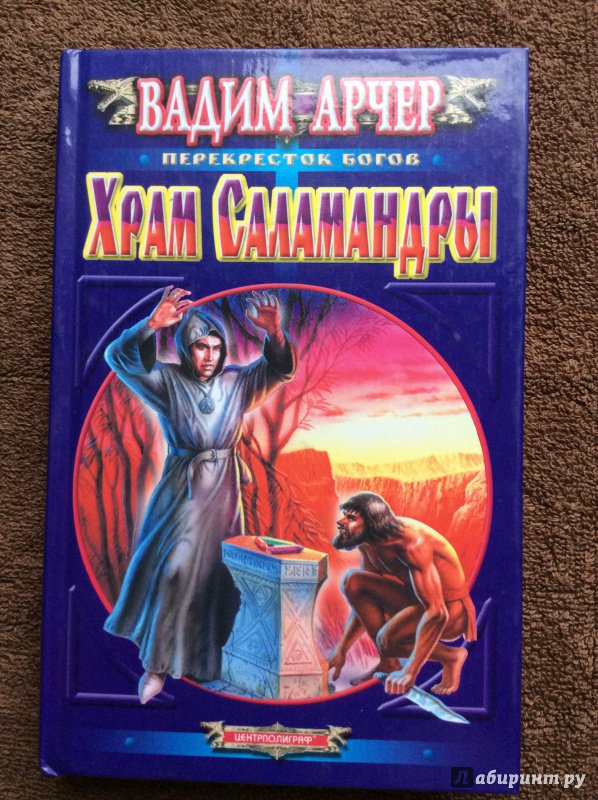 ВАДИМ АРЧЕР
ПЕРЕКРЕСТОК БОГОВ
ХРАМ САЛАМАНДРЫ
ЦЕНТРПОЛИГРАФ
Лабиринт.ру